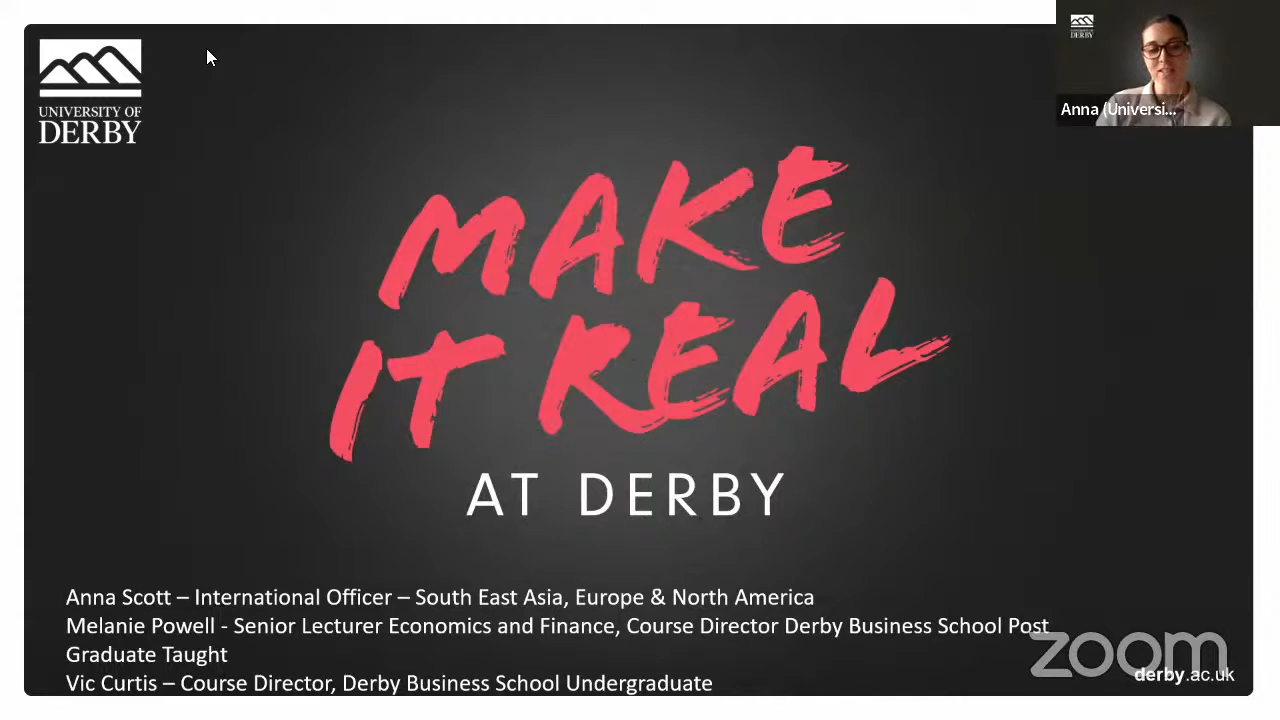 UNIVERSITY OF
DERBY
Anna (Universi...
MAKE
IT REAL
AT DERBY
Anna Scott – International Officer – South East Asia, Europe & North America
Melanie Powell - Senior Lecturer Economics and Finance, Course Director Derby Business School Post
Graduate Taught
Vic Curtis – Course Director, Derby Business School Undergraduate
zoom
derby.ac.uk